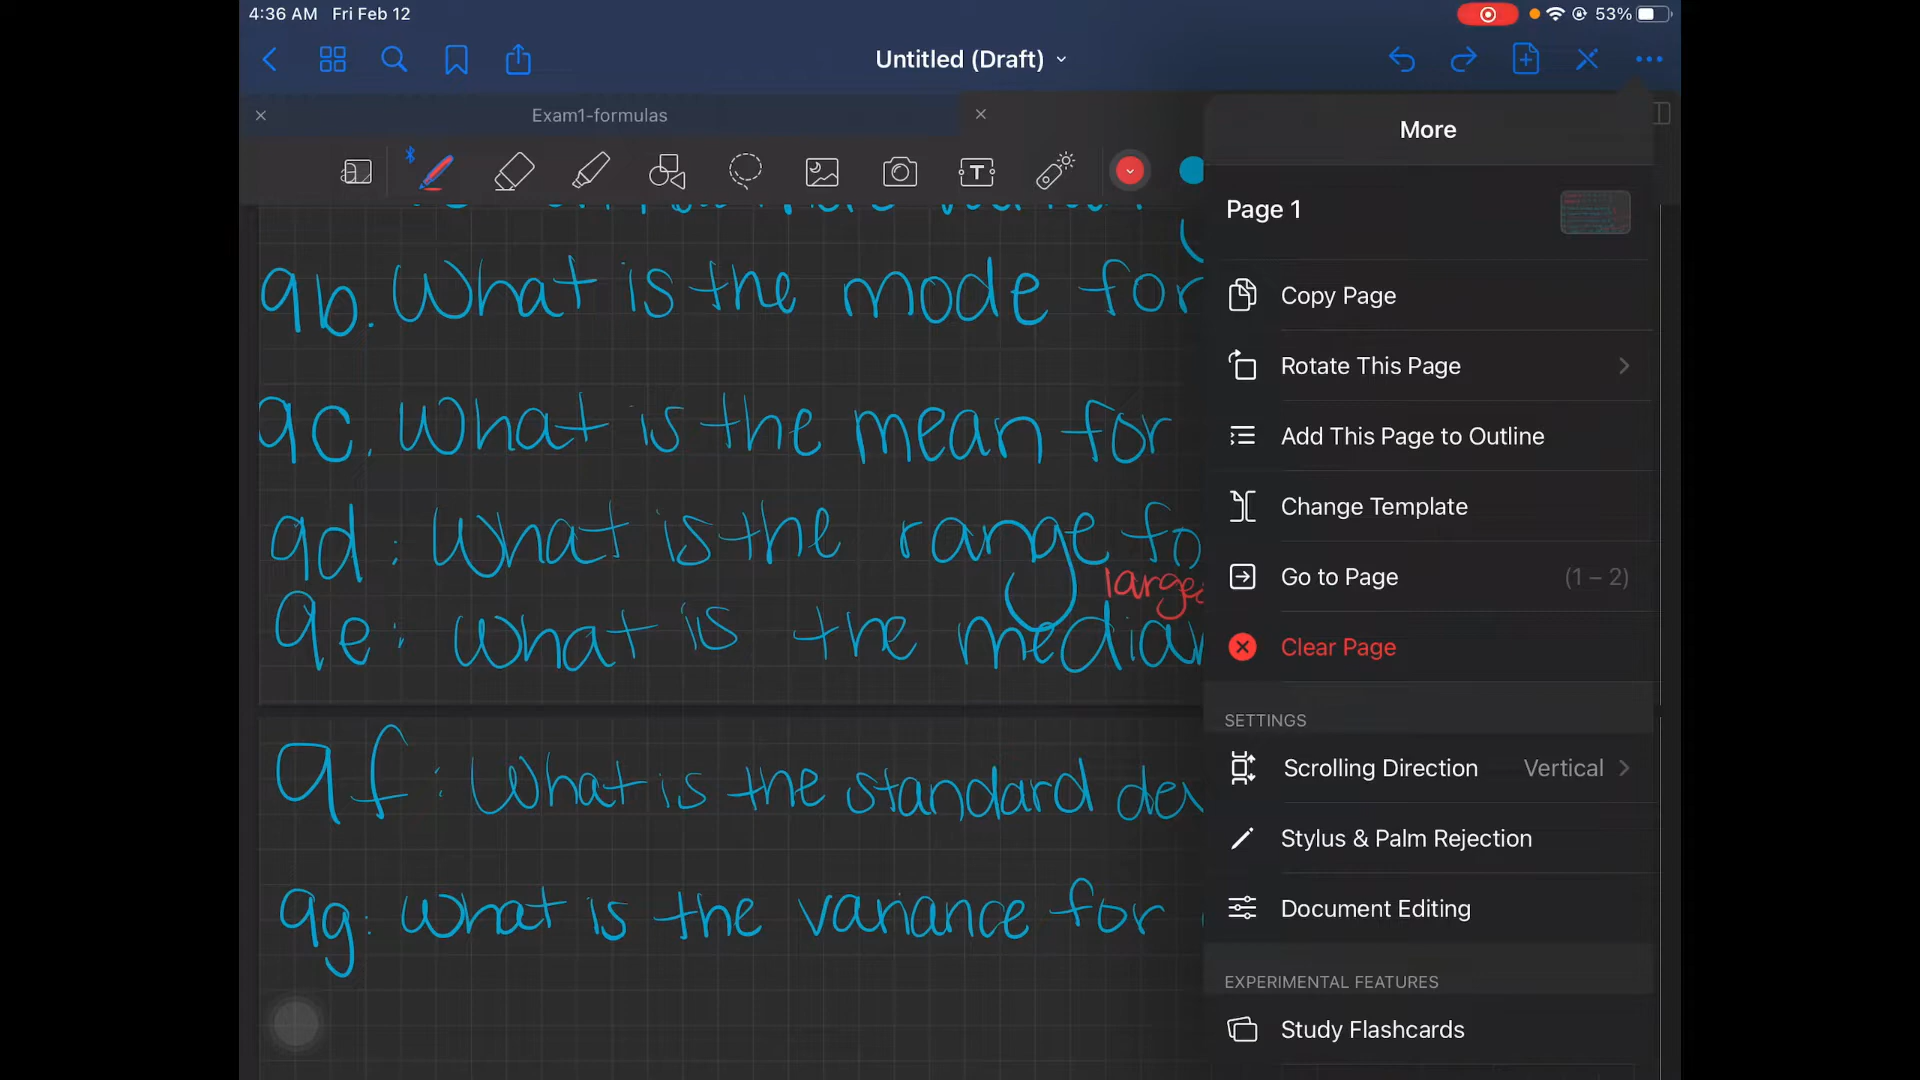 4:36 AM Fri Feb 12
53%
Untitled (Draft)
Exam1-formulas
T
More
Page 1
9b. What is the mode for
Copy Page
Rotate This Page
9c. What is the mean for
Add This Page to Outline
9d: What is the range fo
Change Template
large
Go to Page (1 – 2)
9e: What is the median
Clear Page
SETTINGS
9f: What is the standard dev
Scrolling Direction Vertical
Stylus & Palm Rejection
9g: What is the variance for
Document Editing
EXPERIMENTAL FEATURES
Study Flashcards